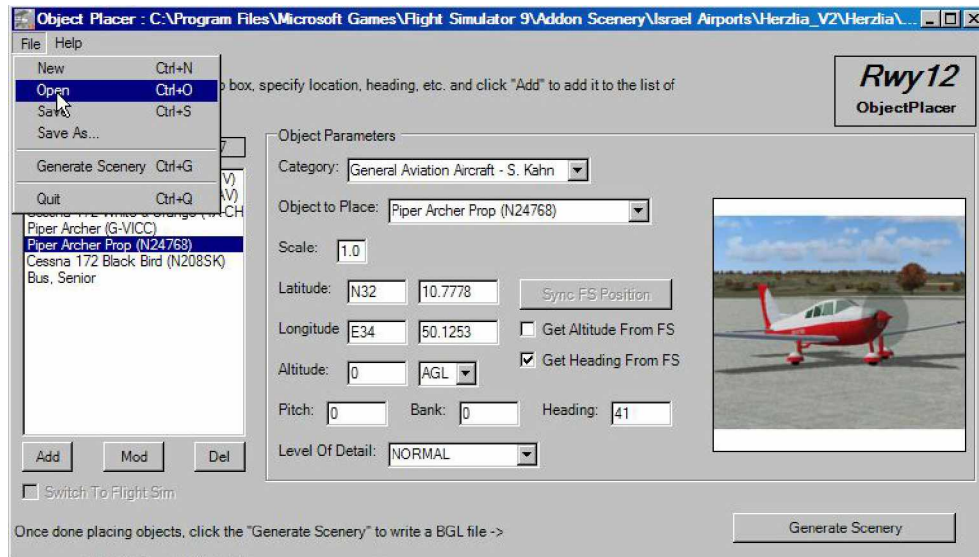 Object Placer : C:\Program Files\Microsoft Games\Flight Simulator 9\Addon Scenery\Israel Airports\Herzlia_V2\Herzlia\...
File Help
New Ctrl+N
Open Ctrl+O
Save Ctrl+S
Save As...
Generate Scenery Ctrl+G
Quit Ctrl+Q
box, specify location, heading, etc. and click "Add" to add it to the list of
Rwy12
ObjectPlacer
7
V)
Piper Archer (G-VICC)
Piper Archer Prop (N24768)
Cessna 172 Black Bird (N208SK)
Bus, Senior
Add Mod Del
Switch To Flight Sim
Object Parameters
Category: General Aviation Aircraft - S. Kahn
Object to Place: Piper Archer Prop (N24768)
Scale: 1.0
Latitude: N32 10.7778 Sync FS Position
Longitude E34 50.1253 Get Altitude From FS
Get Heading From FS
Altitude: 0 AGL
Pitch: 0 Bank: 0 Heading: 41
Level Of Detail: NORMAL
Once done placing objects, click the "Generate Scenery" to write a BGL file ->
Generate Scenery